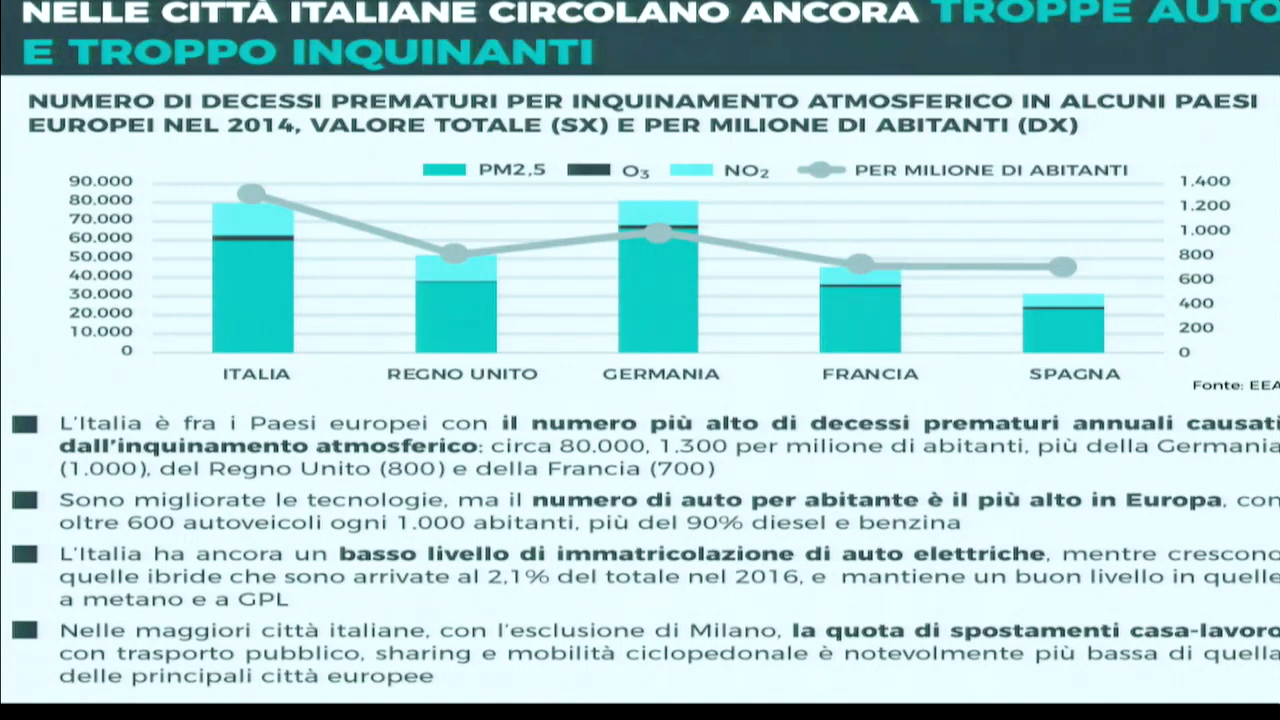 NELLE CITTÀ ITALIANE CIRCOLANO ANCORA TROPPE AUTO
E TROPPO INQUINANTI
NUMERO DI DECESSI PREMATURI PER INQUINAMENTO ATMOSFERICO IN ALCUNI PAESI
EUROPEI NEL 2014, VALORE TOTALE (SX) E PER MILIONE DI ABITANTI (DX)
PM2,5 O3 NO2 PER MILIONE DI ABITANTI
90.000 1.400
80.000 1.200
70.000
60.000 1.000
50.000 800
40.000 600
30.000 400
20.000 200
10.000
0 0
ITALIA REGNO UNITO GERMANIA FRANCIA SPAGNA
Fonte: EEA
L'Italia è fra i Paesi europei con il numero più alto di decessi prematuri annuali causati
dall'inquinamento atmosferico: circa 80.000, 1.300 per milione di abitanti, più della Germania
(1.000), del Regno Unito (800) e della Francia (700)
Sono migliorate le tecnologie, ma il numero di auto per abitante è il più alto in Europa, con
oltre 600 autoveicoli ogni 1.000 abitanti, più del 90% diesel e benzina
L'Italia ha ancora un basso livello di immatricolazione di auto elettriche, mentre crescono
quelle ibride che sono arrivate al 2,1% del totale nel 2016, e mantiene un buon livello in quelle
a metano e a GPL
Nelle maggiori città italiane, con l'esclusione di Milano, la quota di spostamenti casa-lavoro
con trasporto pubblico, sharing e mobilità ciclopedonale è notevolmente più bassa di quella
delle principali città europee